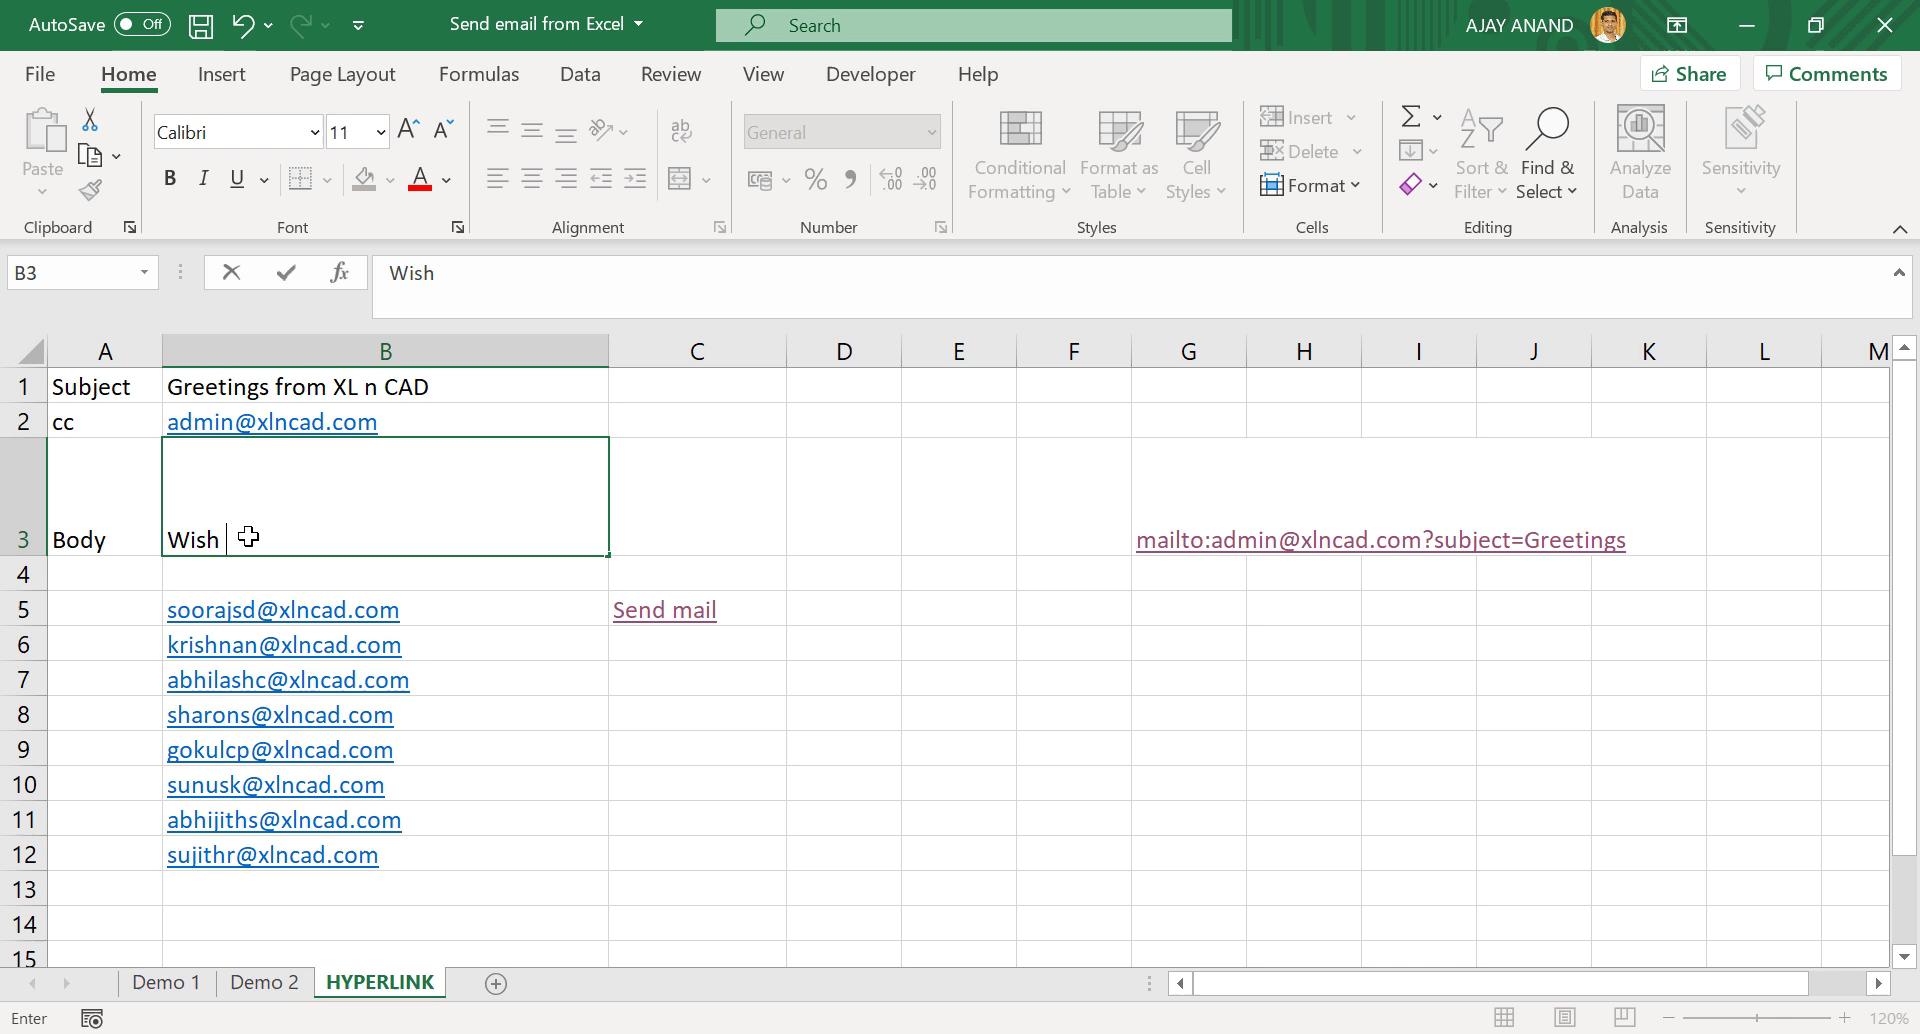 AutoSave Off Send email from Excel Search AJAY ANAND
File Home Insert Page Layout Formulas Data Review View Developer Help Share Comments
Paste Calibri 11 General Conditional Formatting Format as Table Cell Styles Insert Delete Format Sort & Filter Find & Select Analyze Data Sensitivity
Clipboard Font Alignment Number Styles Cells Editing Analysis Sensitivity
B3 fx Wish
A B C D E F G H I J K L M
1 Subject Greetings from XL n CAD
2 cc admin@xlncad.com
3 Body Wish mailto:admin@xlncad.com?subject=Greetings
4
5 soorajsd@xlncad.com Send mail
6 krishnan@xlncad.com
7 abhilashc@xlncad.com
8 sharons@xlncad.com
9 gokulcp@xlncad.com
10 sunusk@xlncad.com
11 abhijiths@xlncad.com
12 sujithr@xlncad.com
13
14
15
Demo 1 Demo 2 HYPERLINK
Enter 120%